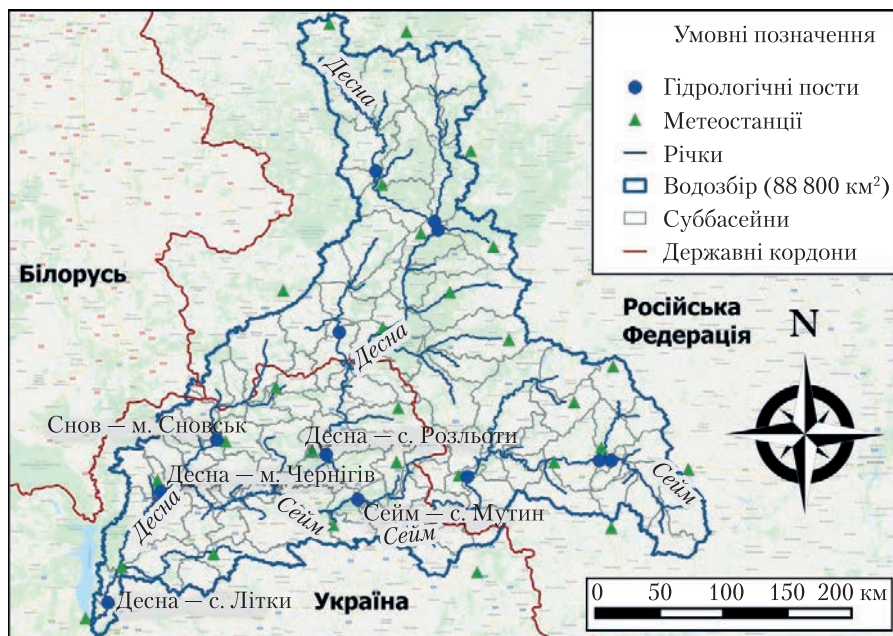 Умовні позначення
Гідрологічні пости
Метеостанції
Річки
Водозбір (88 800 км²)
Суббасейни
Державні кордони
Десна
Білорусь
Російська
Федерація
N
Десна
Снов — м. Сновськ
Десна — с. Розльоти
Десна — м. Чернігів
Десна
Сейм
Сейм — с. Мутин
Сейм
Сейм
Десна — с. Літки
Україна
0 50 100 150 200 км